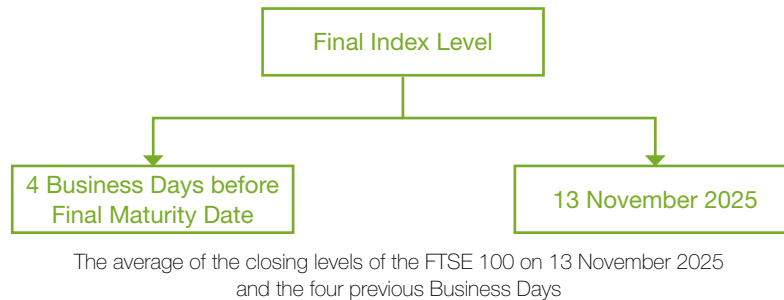 Final Index Level
4 Business Days before
Final Maturity Date
13 November 2025
The average of the closing levels of the FTSE 100 on 13 November 2025
and the four previous Business Days